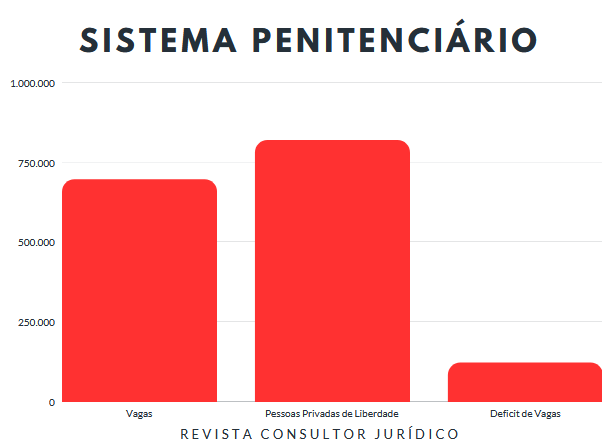 SISTEMA PENITENCIÁRIO
1.000.000
750.000
500.000
250.000
0
Vagas Pessoas Privadas de Liberdade Deficit de Vagas
REVISTA CONSULTOR JURÍDICO